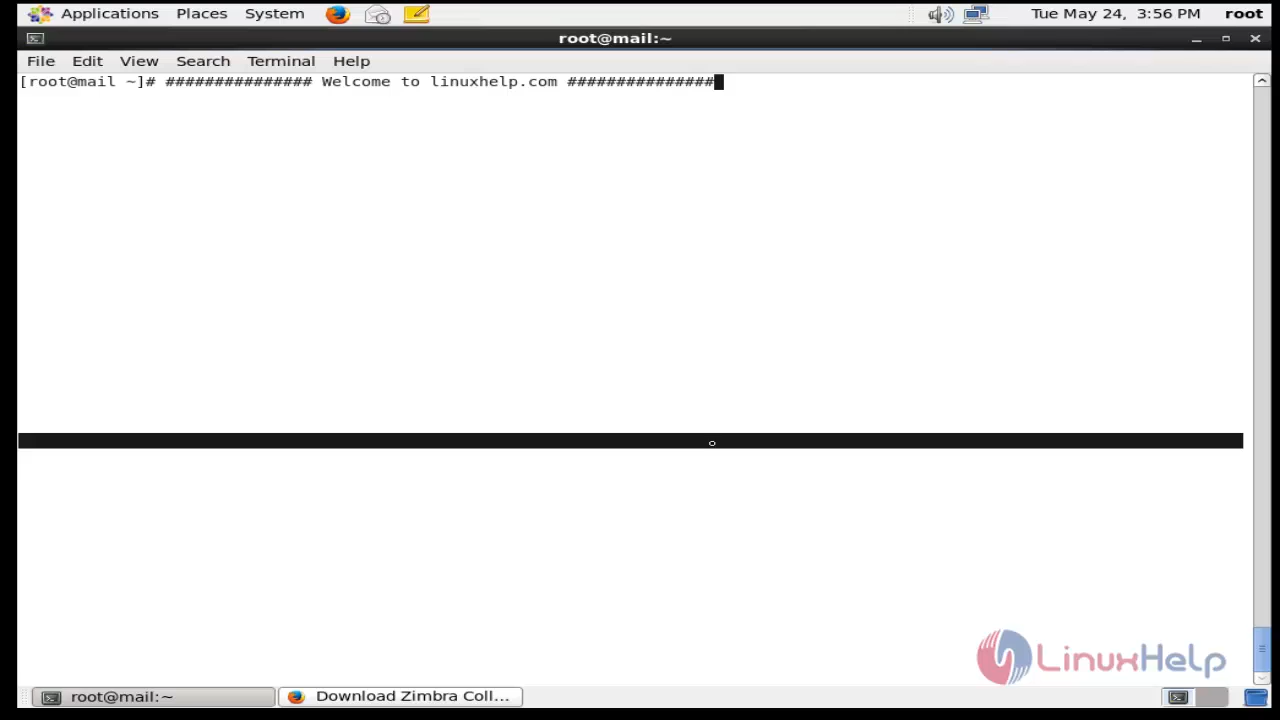 Applications Places System Tue May 24, 3:56 PM root
root@mail:~
File Edit View Search Terminal Help
[root@mail ~]# ############### Welcome to linuxhelp.com ###############
LinuxHelp
root@mail:~ Download Zimbra Coll...